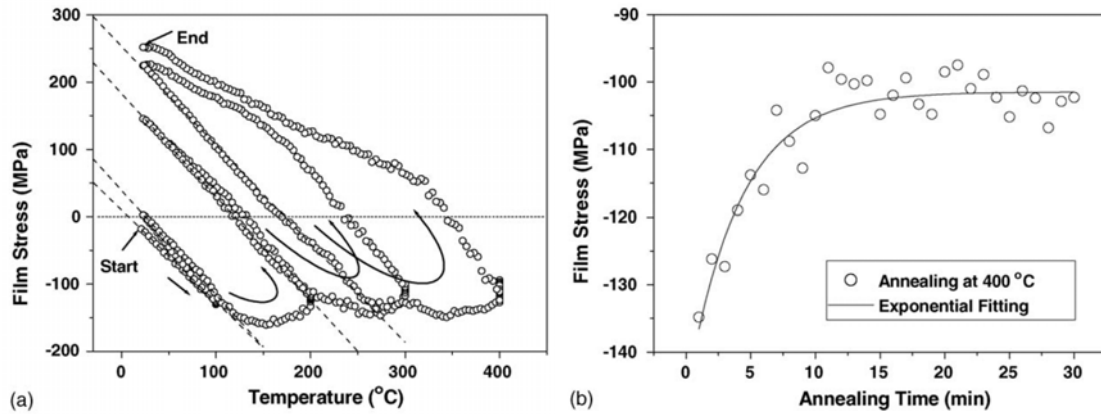 300
200
100
0
-100
-200
Film Stress (MPa)
End
Start
0
100
200
300
400
Temperature (°C)
(a)
-90
-100
-110
-120
-130
-140
Film Stress (MPa)
Annealing at 400 °C
Exponential Fitting
0
5
10
15
20
25
30
Annealing Time (min)
(b)